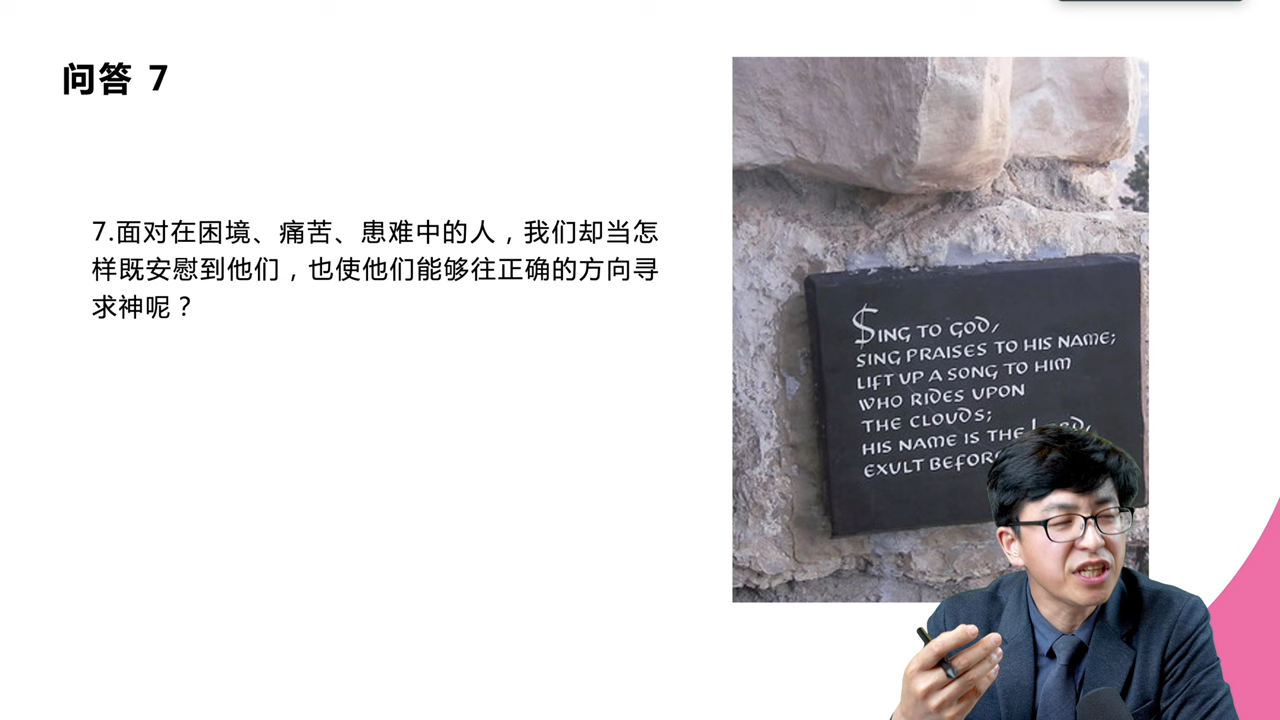 问答 7
7.面对在困境、痛苦、患难中的人，我们却当怎
样既安慰到他们，也使他们能够往正确的方向寻
求神呢？
SING TO GOD,
SING PRAISES TO HIS NAME;
LIFT UP A SONG TO HIM
WHO RIDES UPON
THE CLOUDS;
HIS NAME IS THE LORD,
EXULT BEFORE